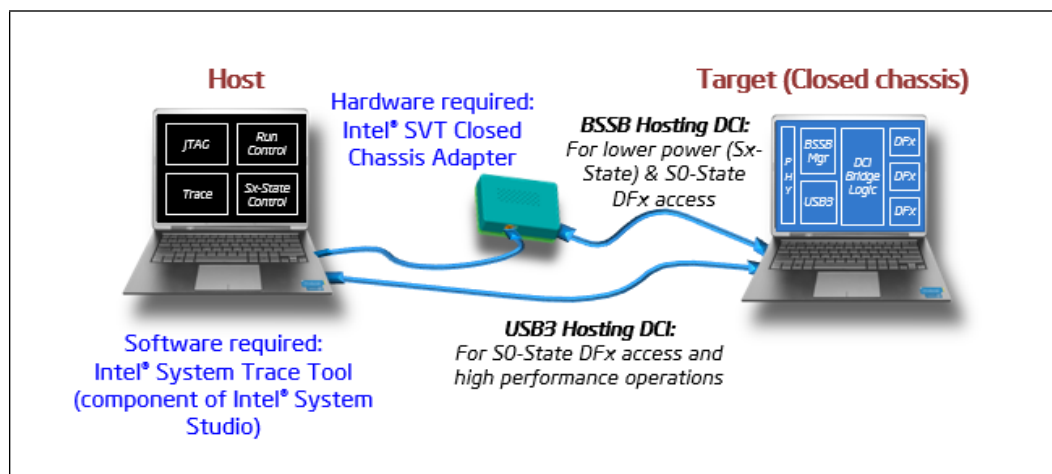 Host
Target (Closed chassis)
Hardware required:
Intel® SVT Closed
Chassis Adapter
BSSB Hosting DCI:
For lower power (Sx-
State) & S0-State
DFx access
JTAG
Run
Control
Trace
Sx-State
Control
P
H
Y
BSSB
Mgr
USB3
DCI
Bridge
Logic
DFx
DFx
DFx
USB3 Hosting DCI:
For S0-State DFx access and
high performance operations
Software required:
Intel® System Trace Tool
(component of Intel® System
Studio)